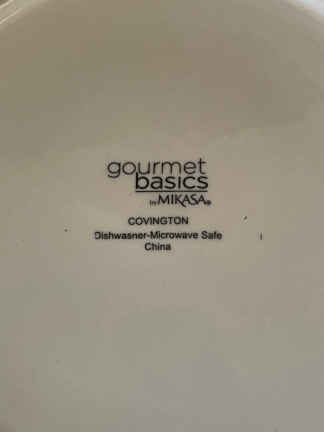 gourmet
basics
by MIKASA®
COVINGTON
Dishwasner-Microwave Safe
China